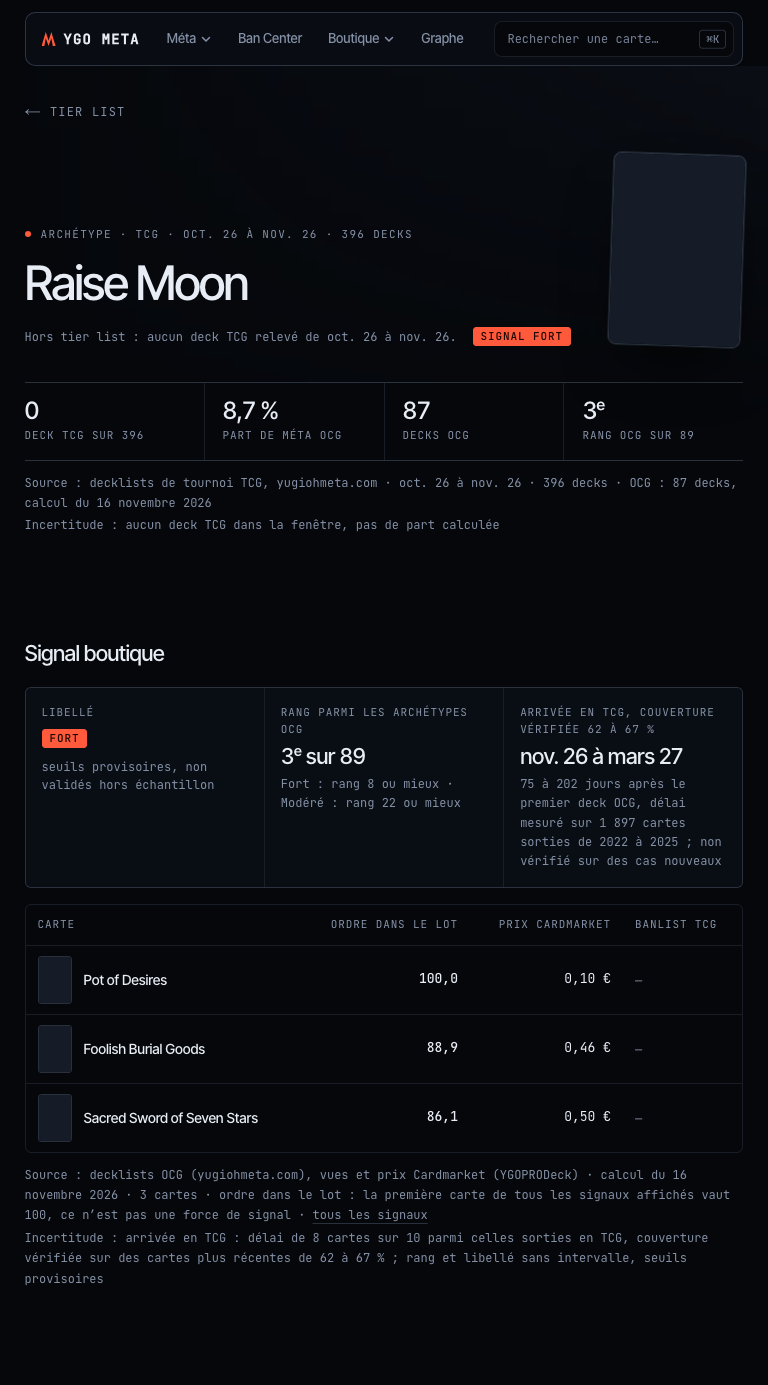 YGO META
Méta
Ban Center
Boutique
Graphe
Rechercher une carte…
⌘K
← TIER LIST
ARCHÉTYPE · TCG · OCT. 26 À NOV. 26 · 396 DECKS
Raise Moon
Hors tier list : aucun deck TCG relevé de oct. 26 à nov. 26.
SIGNAL FORT
0
DECK TCG SUR 396
8,7 %
PART DE MÉTA OCG
87
DECKS OCG
3e
RANG OCG SUR 89
Source : decklists de tournoi TCG, yugiohmeta.com · oct. 26 à nov. 26 · 396 decks · OCG : 87 decks,
calcul du 16 novembre 2026
Incertitude : aucun deck TCG dans la fenêtre, pas de part calculée
Signal boutique
LIBELLÉ
FORT
seuils provisoires, non
validés hors échantillon
RANG PARMI LES ARCHÉTYPES
OCG
3e sur 89
Fort : rang 8 ou mieux ·
Modéré : rang 22 ou mieux
ARRIVÉE EN TCG, COUVERTURE
VÉRIFIÉE 62 À 67 %
nov. 26 à mars 27
75 à 202 jours après le
premier deck OCG, délai
mesuré sur 1 897 cartes
sorties de 2022 à 2025 ; non
vérifié sur des cas nouveaux
CARTE ORDRE DANS LE LOT PRIX CARDMARKET BANLIST TCG
Pot of Desires 100,0 0,10 € —
Foolish Burial Goods 88,9 0,46 € —
Sacred Sword of Seven Stars 86,1 0,50 € —
Source : decklists OCG (yugiohmeta.com), vues et prix Cardmarket (YGOPRODeck) · calcul du 16
novembre 2026 · 3 cartes · ordre dans le lot : la première carte de tous les signaux affichés vaut
100, ce n’est pas une force de signal · tous les signaux
Incertitude : arrivée en TCG : délai de 8 cartes sur 10 parmi celles sorties en TCG, couverture
vérifiée sur des cartes plus récentes de 62 à 67 % ; rang et libellé sans intervalle, seuils
provisoires